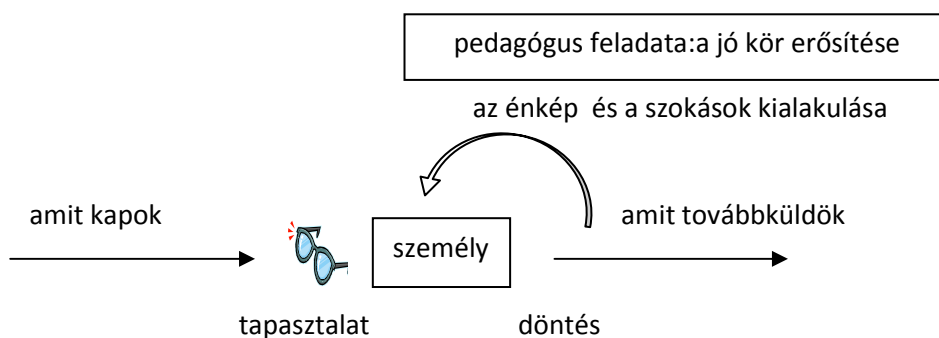 pedagógus feladata:a jó kör erősítése
az énkép és a szokások kialakulása
amit kapok
amit továbbküldök
személy
tapasztalat
döntés